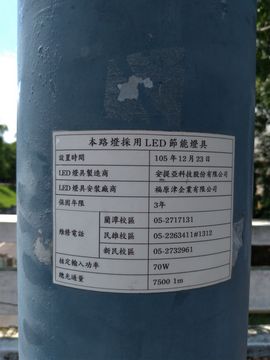 本路燈採用LED節能燈具
設置時間 105年12月23日
LED燈具製造商 安提亞科技股份有限公司
LED燈具安裝廠商 福原津企業有限公司
保固年限 3年
維修電話 蘭潭校區 05-2717131
民雄校區 05-2263411#1312
新民校區 05-2732961
核定輸入功率 70W
總光通量 7500 lm